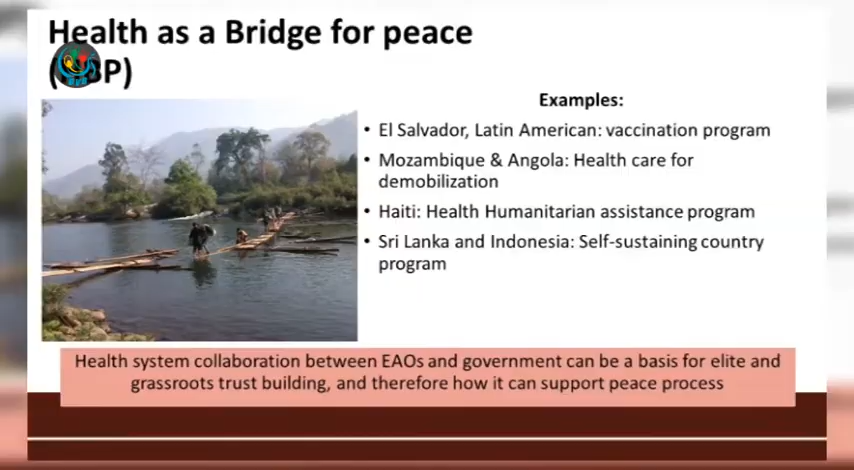 Health as a Bridge for peace
Examples:
• El Salvador, Latin American: vaccination program
• Mozambique & Angola: Health care for
demobilization
• Haiti: Health Humanitarian assistance program
• Sri Lanka and Indonesia: Self-sustaining country
program
Health system collaboration between EAOs and government can be a basis for elite and
grassroots trust building, and therefore how it can support peace process